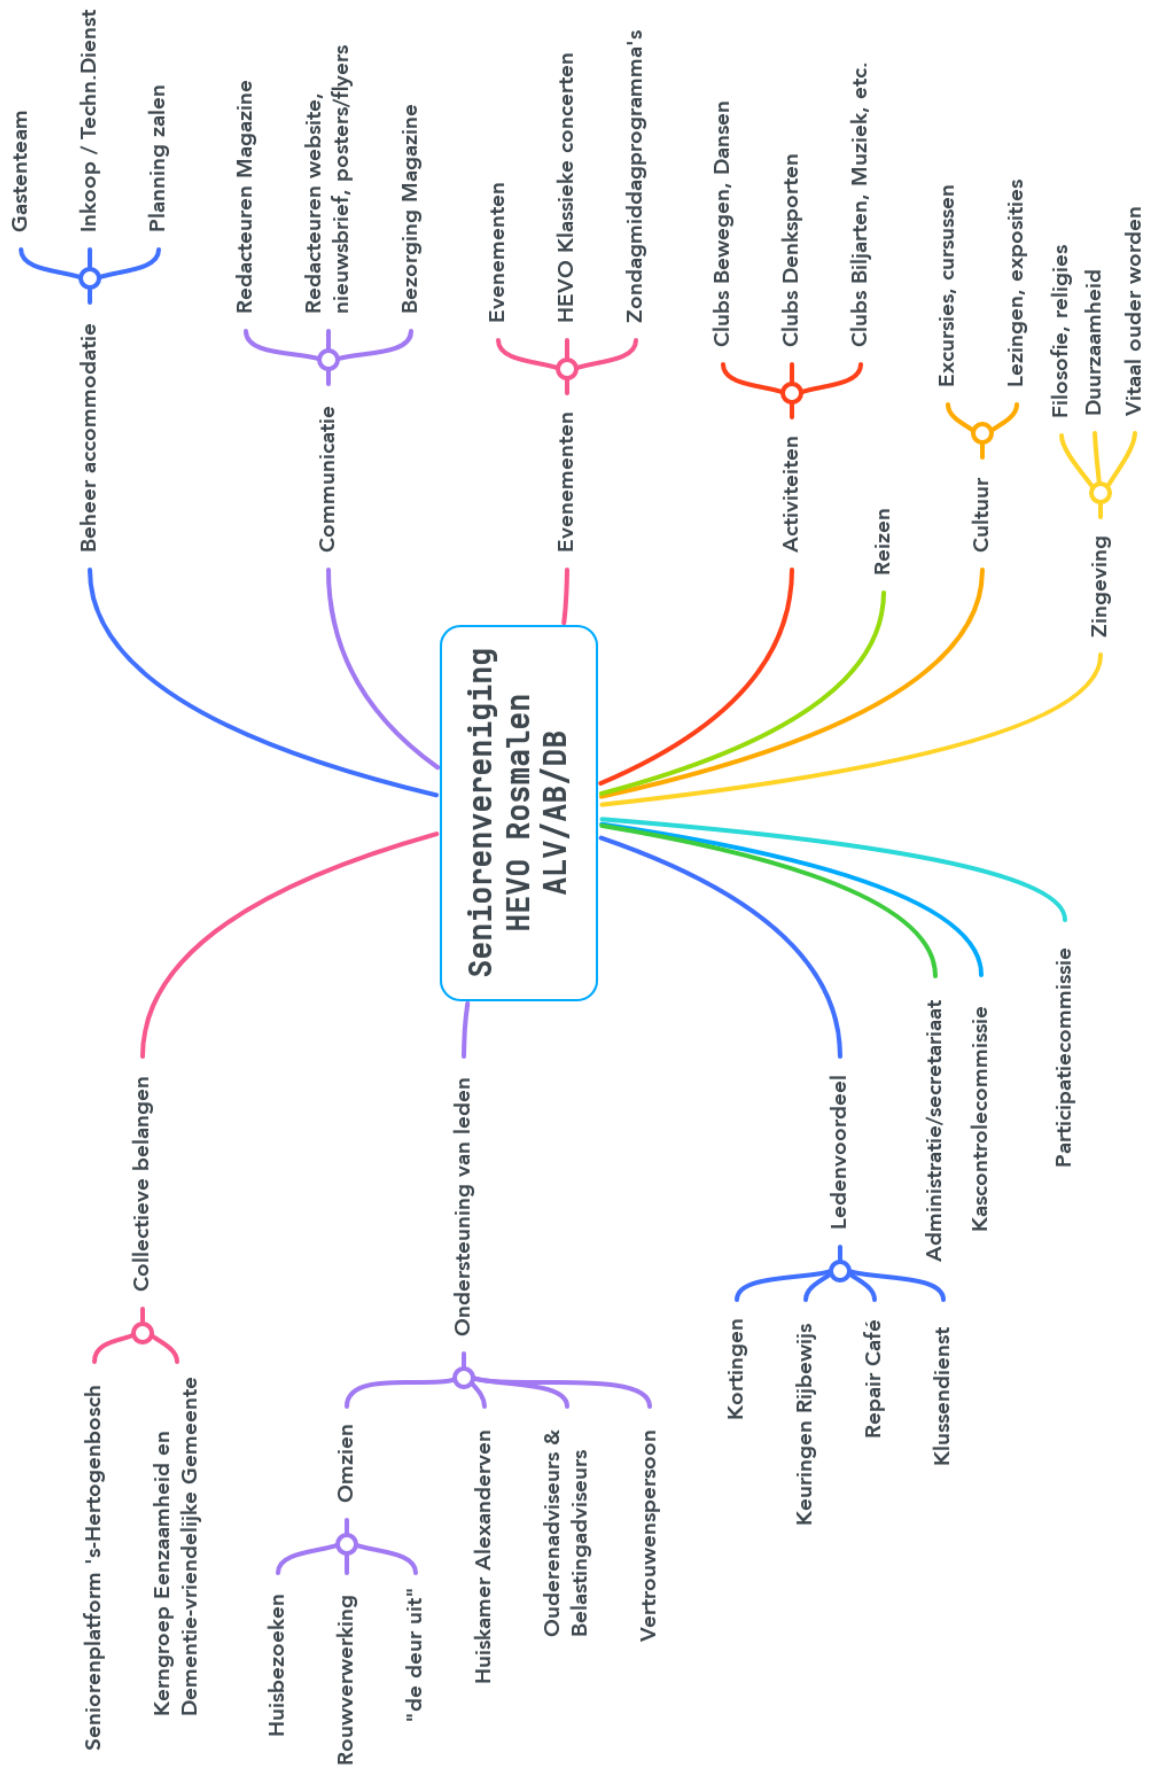 Seniorenvereniging
HEVO Rosmalen
ALV/AB/DB
Beheer accommodatie
Gastenteam
Inkoop / Techn.Dienst
Planning zalen
Communicatie
Redacteuren Magazine
Redacteuren website,
nieuwsbrief, posters/flyers
Bezorging Magazine
Evenementen
Evenementen
HEVO Klassieke concerten
Zondagmiddagprogramma's
Activiteiten
Clubs Bewegen, Dansen
Clubs Denksporten
Clubs Biljarten, Muziek, etc.
Reizen
Cultuur
Excursies, cursussen
Lezingen, exposities
Zingeving
Filosofie, religies
Duurzaamheid
Vitaal ouder worden
Collectieve belangen
Seniorenplatform 's-Hertogenbosch
Kerngroep Eenzaamheid en
Dementie-vriendelijke Gemeente
Ondersteuning van leden
Omzien
Huisbezoeken
Rouwverwerking
"de deur uit"
Huiskamer Alexanderven
Ouderenadviseurs &
Belastingadviseurs
Vertrouwenspersoon
Ledenvoordeel
Kortingen
Keuringen Rijbewijs
Repair Café
Klussendienst
Administratie/secretariaat
Kascontrolecommissie
Participatiecommissie